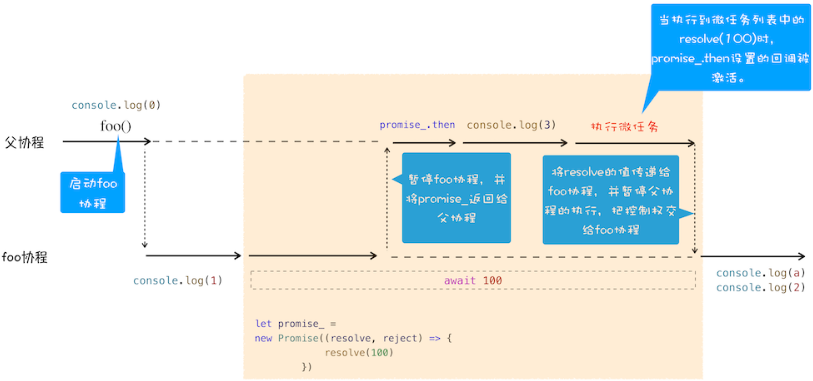 当执行到微任务列表中的
resolve(100)时,
promise_.then设置的回调被
激活。
console.log(0)
foo()
父协程
启动foo
协程
promise_.then
console.log(3)
执行微任务
暂停foo协程，并
将promise_返回给
父协程
将resolve的值传递给
foo协程，并暂停父协
程的执行，把控制权交
给foo协程
foo协程
console.log(1)
await 100
console.log(a)
console.log(2)
let promise_ =
new Promise((resolve, reject) => {
resolve(100)
})